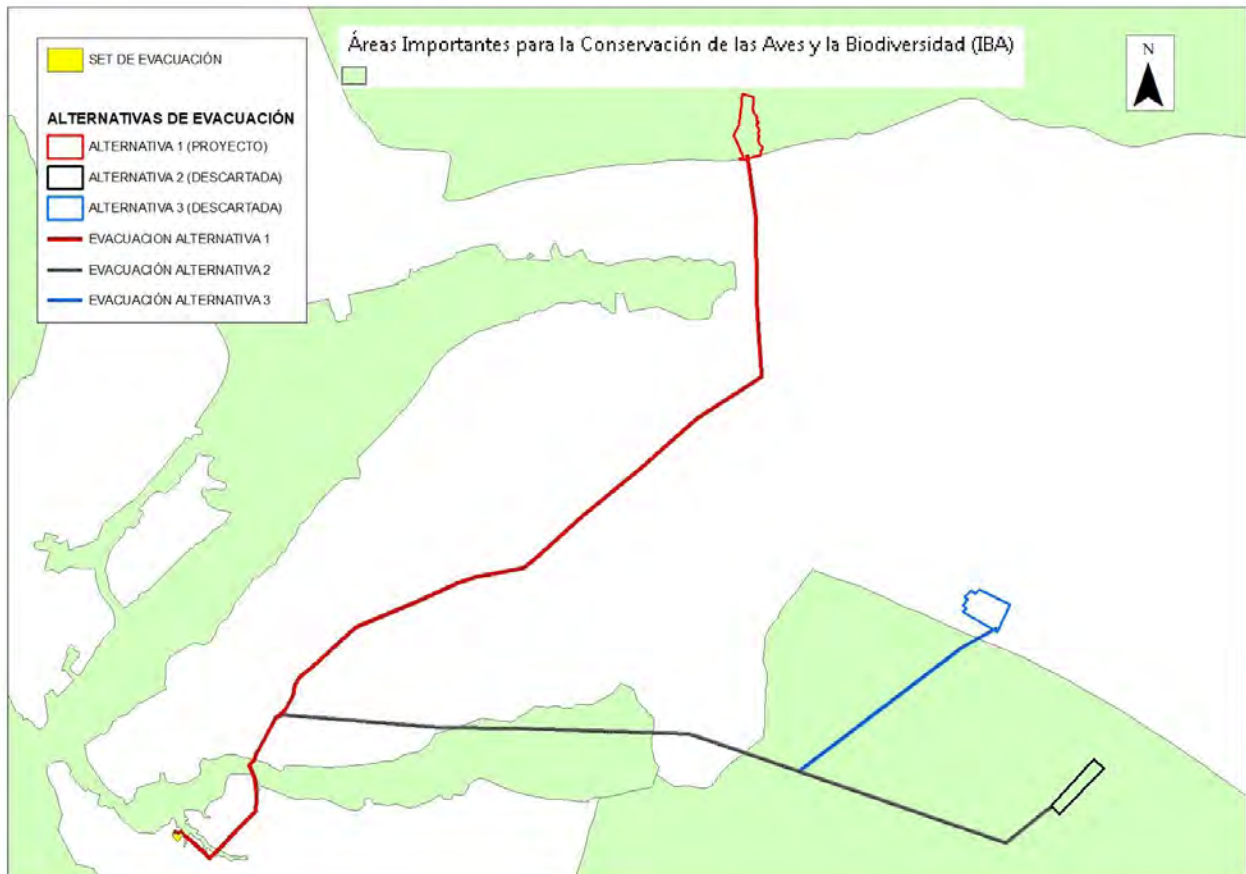 Áreas Importantes para la Conservación de las Aves y la Biodiversidad (IBA)
N
SET DE EVACUACIÓN
ALTERNATIVAS DE EVACUACIÓN
ALTERNATIVA 1 (PROYECTO)
ALTERNATIVA 2 (DESCARTADA)
ALTERNATIVA 3 (DESCARTADA)
EVACUACION ALTERNATIVA 1
EVACUACIÓN ALTERNATIVA 2
EVACUACIÓN ALTERNATIVA 3